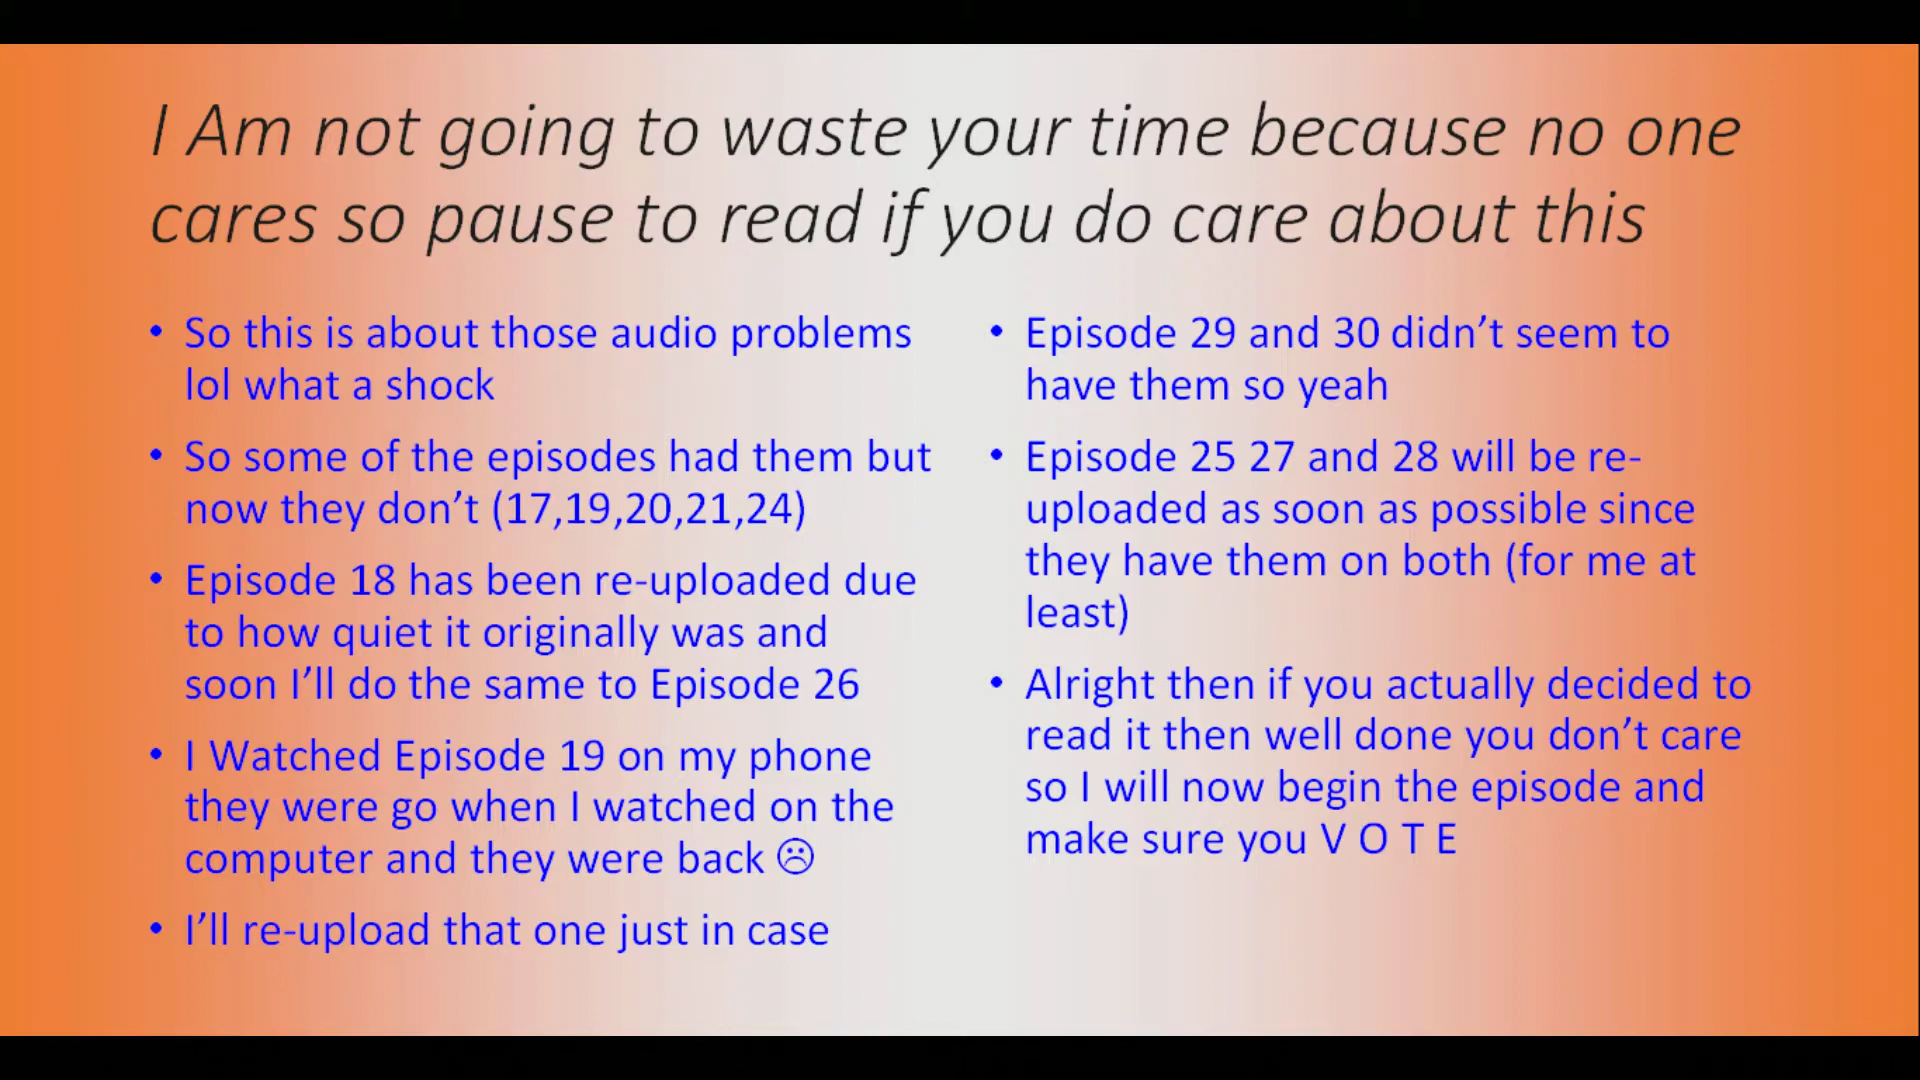 I Am not going to waste your time because no one
cares so pause to read if you do care about this
• So this is about those audio problems
lol what a shock
• So some of the episodes had them but
now they don’t (17,19,20,21,24)
• Episode 18 has been re-uploaded due
to how quiet it originally was and
soon I’ll do the same to Episode 26
• I Watched Episode 19 on my phone
they were go when I watched on the
computer and they were back ☹
• I’ll re-upload that one just in case
• Episode 29 and 30 didn’t seem to
have them so yeah
• Episode 25 27 and 28 will be re-
uploaded as soon as possible since
they have them on both (for me at
least)
• Alright then if you actually decided to
read it then well done you don’t care
so I will now begin the episode and
make sure you V O T E